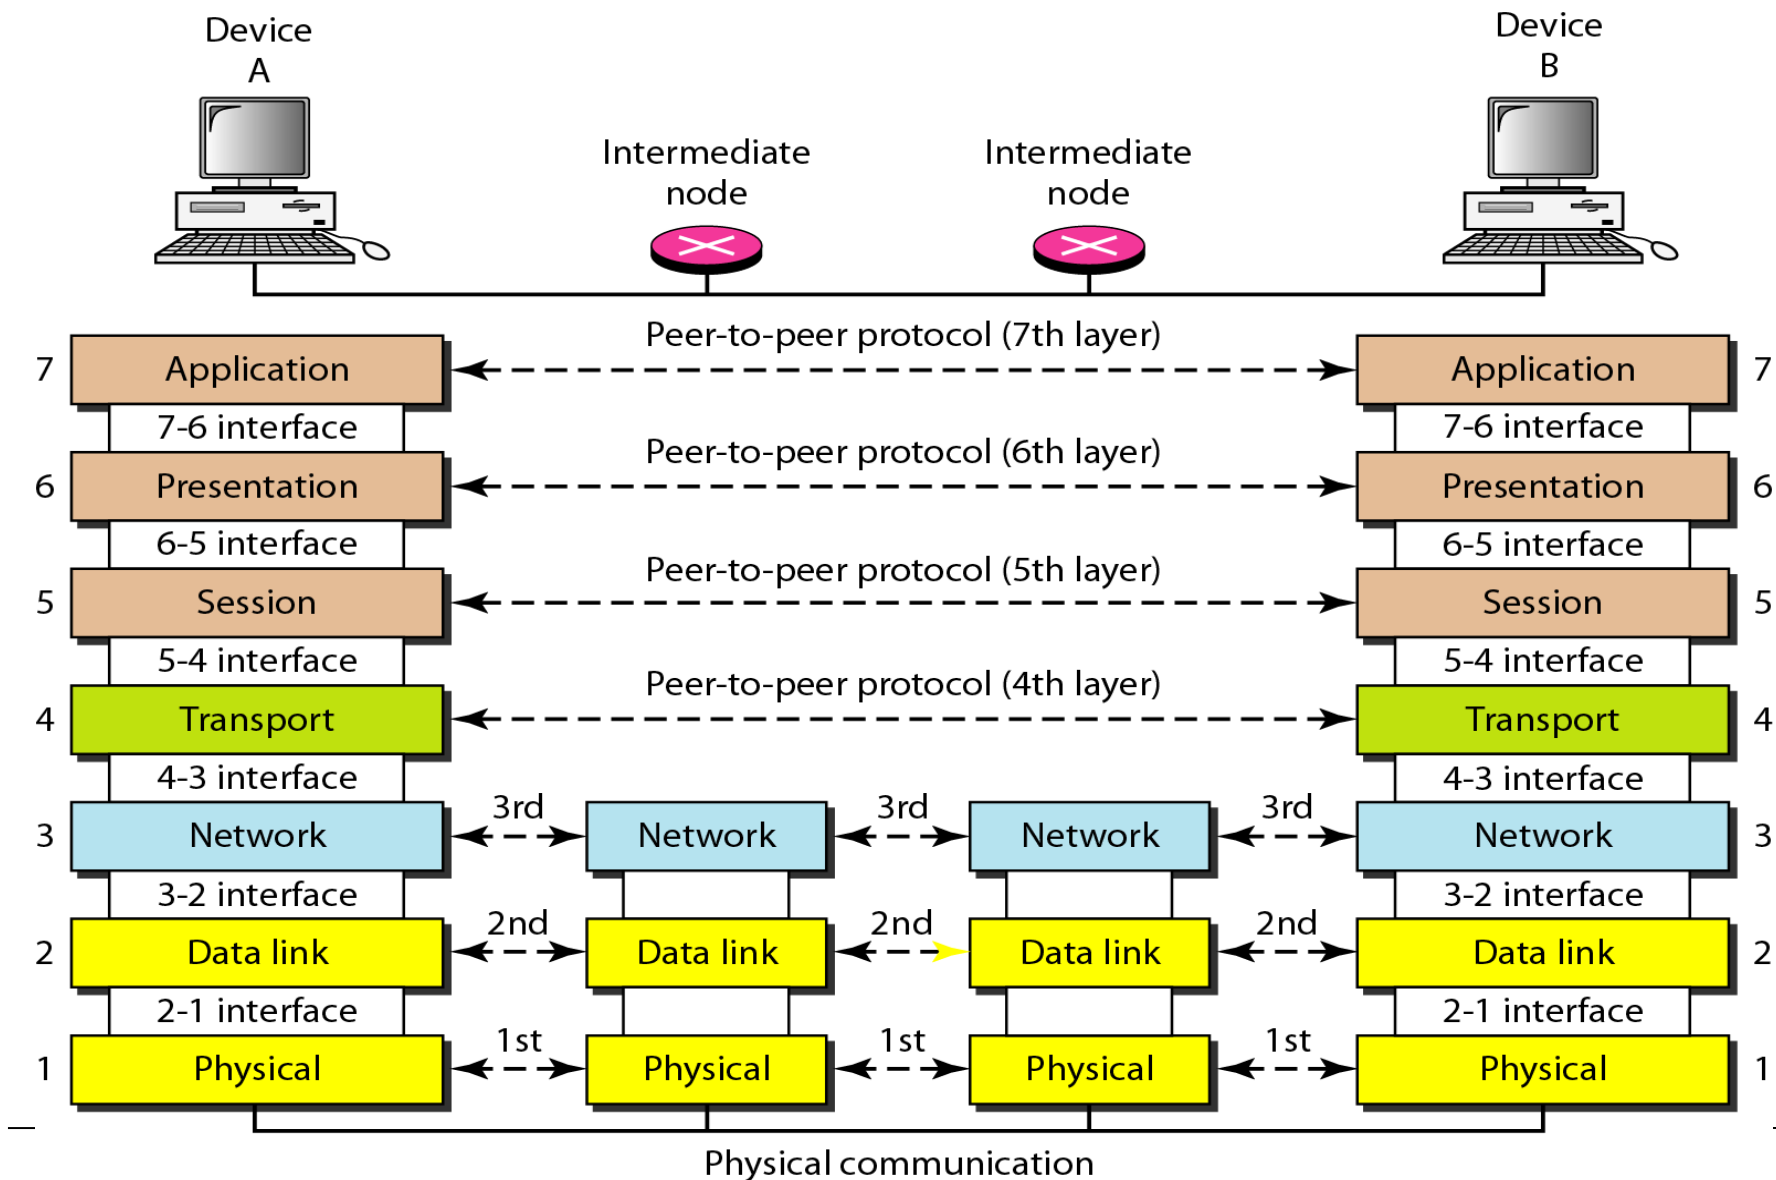 Device
A
Device
B
Intermediate
node
Intermediate
node
Peer-to-peer protocol (7th layer)
7 Application Application 7
7-6 interface 7-6 interface
Peer-to-peer protocol (6th layer)
6 Presentation Presentation 6
6-5 interface 6-5 interface
Peer-to-peer protocol (5th layer)
5 Session Session 5
5-4 interface 5-4 interface
Peer-to-peer protocol (4th layer)
4 Transport Transport 4
4-3 interface 4-3 interface
3rd 3rd 3rd
3 Network Network Network Network 3
3-2 interface 3-2 interface
2nd 2nd 2nd
2 Data link Data link Data link Data link 2
2-1 interface 2-1 interface
1st 1st 1st
1 Physical Physical Physical Physical 1
Physical communication